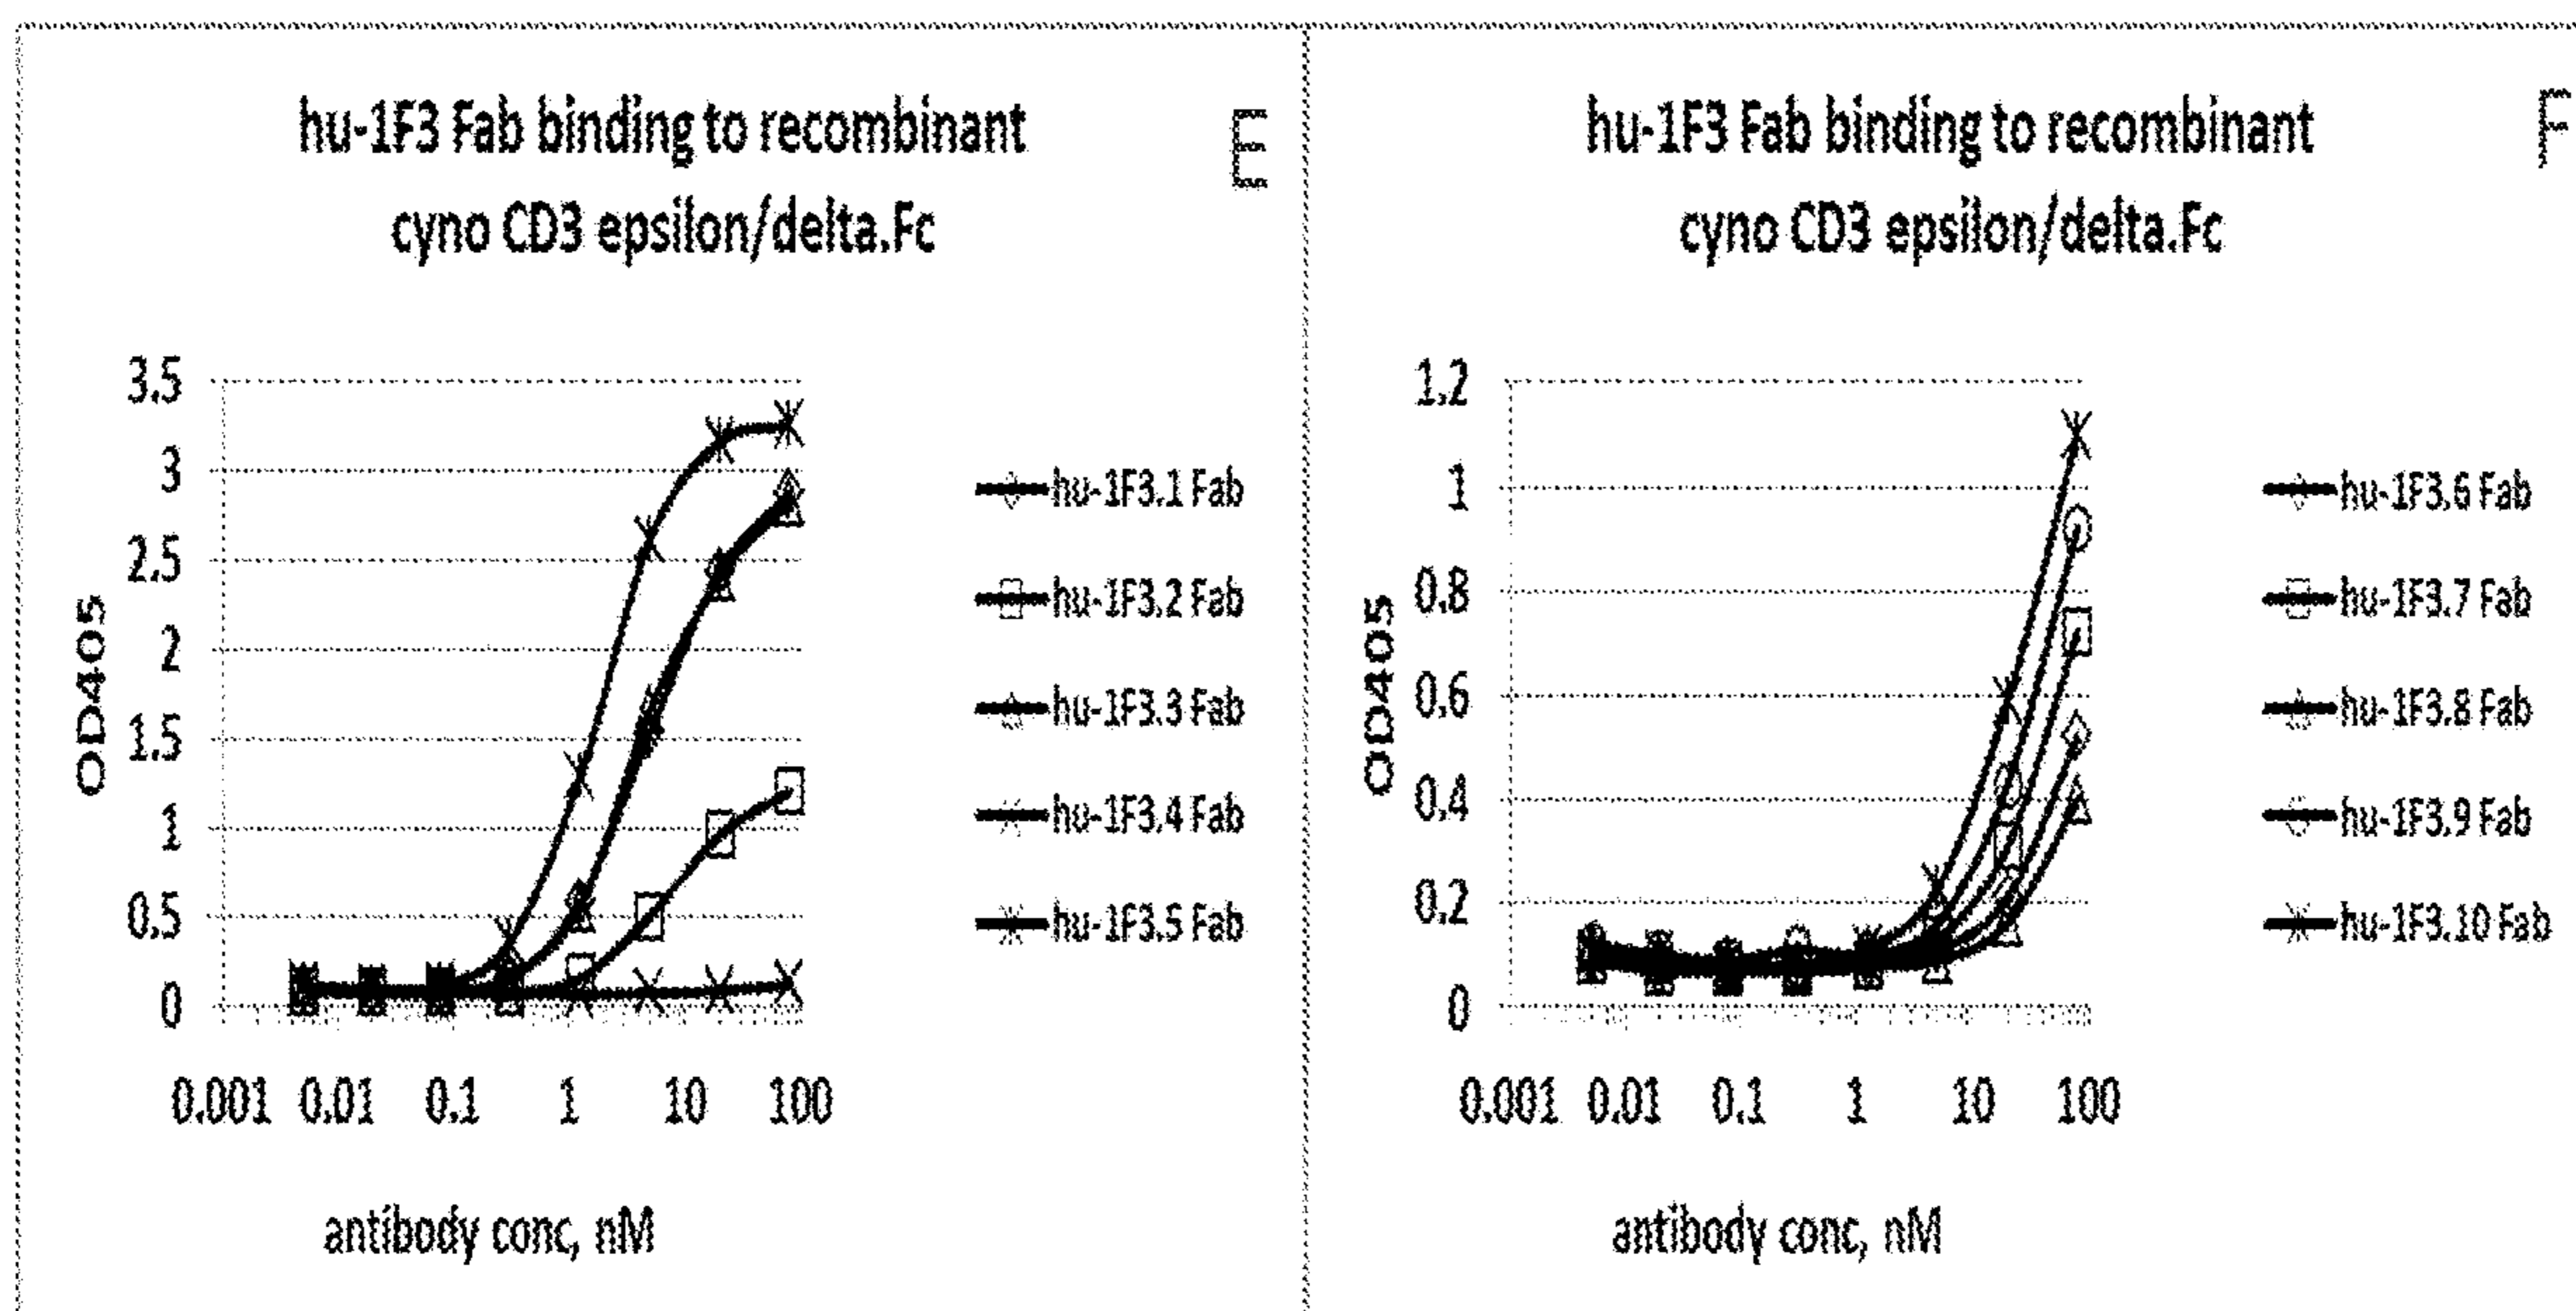 hu-1F3 Fab binding to recombinant
cyno CD3 epsilon/delta.Fc
E
3.5
3
2.5
2
1.5
1
0.5
0
OD405
0.001 0.01 0.1 1 10 100
antibody conc, nM
hu-1F3.1 Fab
hu-1F3.2 Fab
hu-1F3.3 Fab
hu-1F3.4 Fab
hu-1F3.5 Fab
hu-1F3 Fab binding to recombinant
cyno CD3 epsilon/delta.Fc
F
1.2
1
0.8
0.6
0.4
0.2
0
OD405
0.001 0.01 0.1 1 10 100
antibody conc, nM
hu-1F3.6 Fab
hu-1F3.7 Fab
hu-1F3.8 Fab
hu-1F3.9 Fab
hu-1F3.10 Fab